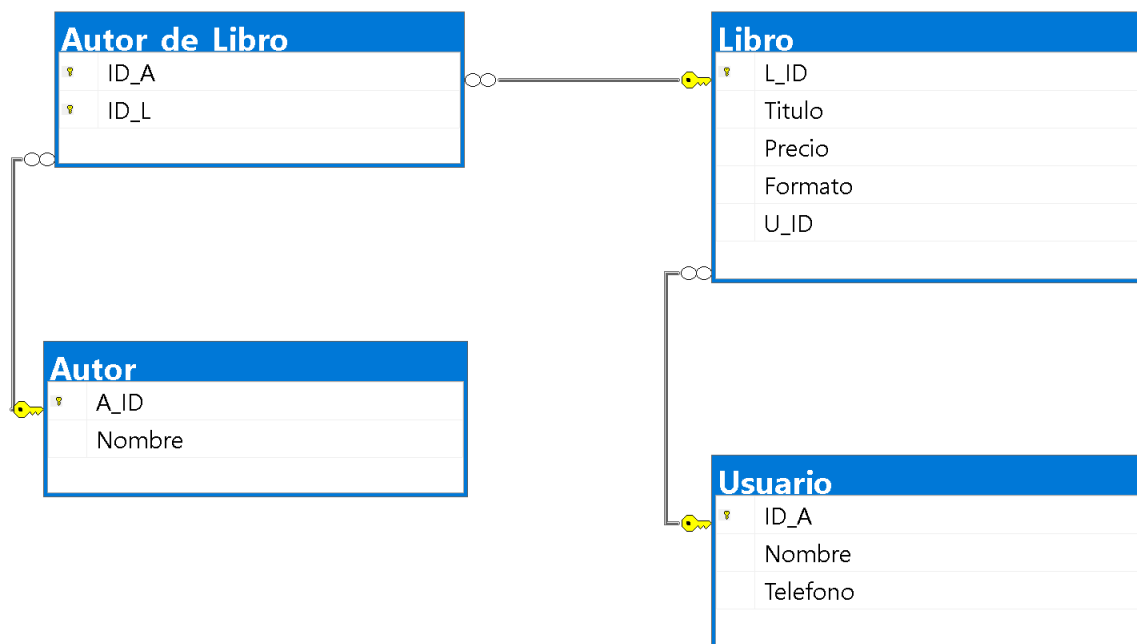 Autor de Libro
ID_A
ID_L
Libro
L_ID
Titulo
Precio
Formato
U_ID
Autor
A_ID
Nombre
Usuario
ID_A
Nombre
Telefono